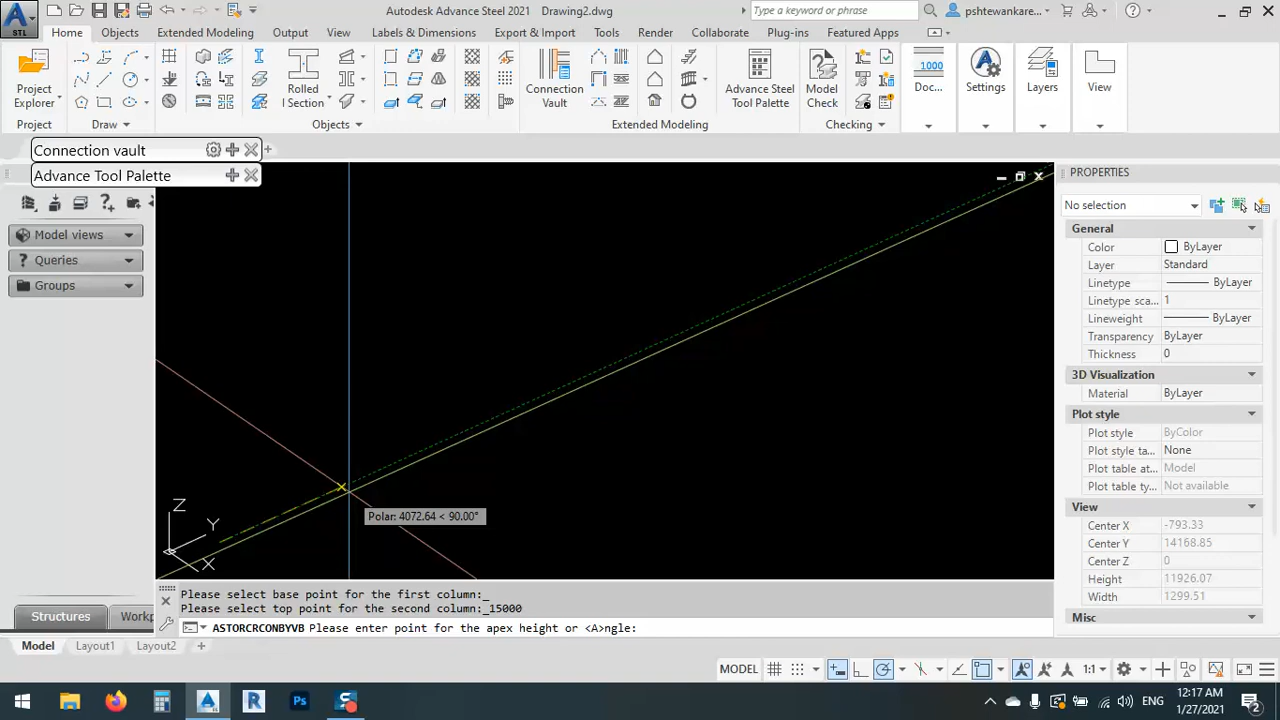 Autodesk Advance Steel 2021 Drawing2.dwg
Type a keyword or phrase
pshtewankare...
A
STL
Home Objects Extended Modeling Output View Labels & Dimensions Export & Import Tools Render Collaborate Plug-ins Featured Apps
Project Explorer
Rolled I Section
Connection Vault
Advance Steel Tool Palette
Model Check
1000
Doc...
Settings
Layers
View
Project Draw Objects Extended Modeling Checking
Connection vault
Advance Tool Palette
Model views
Queries
Groups
Structures Workp
Z
Y
X
Polar: 4072.64 < 90.00°
PROPERTIES
No selection
General
Color ByLayer
Layer Standard
Linetype ByLayer
Linetype sca... 1
Lineweight ByLayer
Transparency ByLayer
Thickness 0
3D Visualization
Material ByLayer
Plot style
Plot style ByColor
Plot style ta... None
Plot table at... Model
Plot table ty... Not available
View
Center X -793.33
Center Y 14168.85
Center Z 0
Height 11926.07
Width 1299.51
Misc
Please select base point for the first column:_
Please select top point for the second column:_15000
ASTORCRCONBYVB Please enter point for the apex height or <A>ngle:
Model Layout1 Layout2
MODEL 1:1
R
Ps
S
ENG
12:17 AM
1/27/2021
2